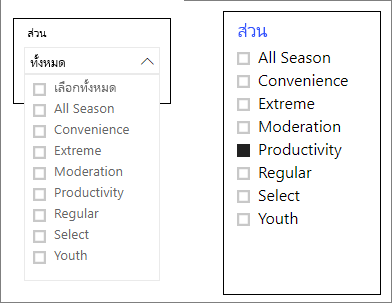 ส่วน
ทั้งหมด
เลือกทั้งหมด
All Season
Convenience
Extreme
Moderation
Productivity
Regular
Select
Youth
ส่วน
All Season
Convenience
Extreme
Moderation
Productivity
Regular
Select
Youth